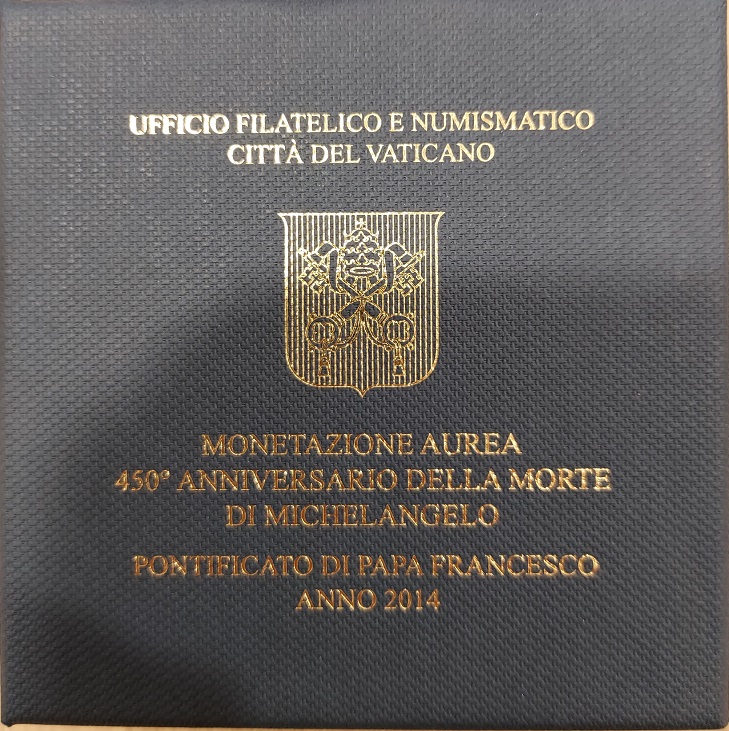 UFFICIO FILATELICO E NUMISMATICO
CITTÀ DEL VATICANO
MONETAZIONE AUREA
450° ANNIVERSARIO DELLA MORTE
DI MICHELANGELO
PONTIFICATO DI PAPA FRANCESCO
ANNO 2014